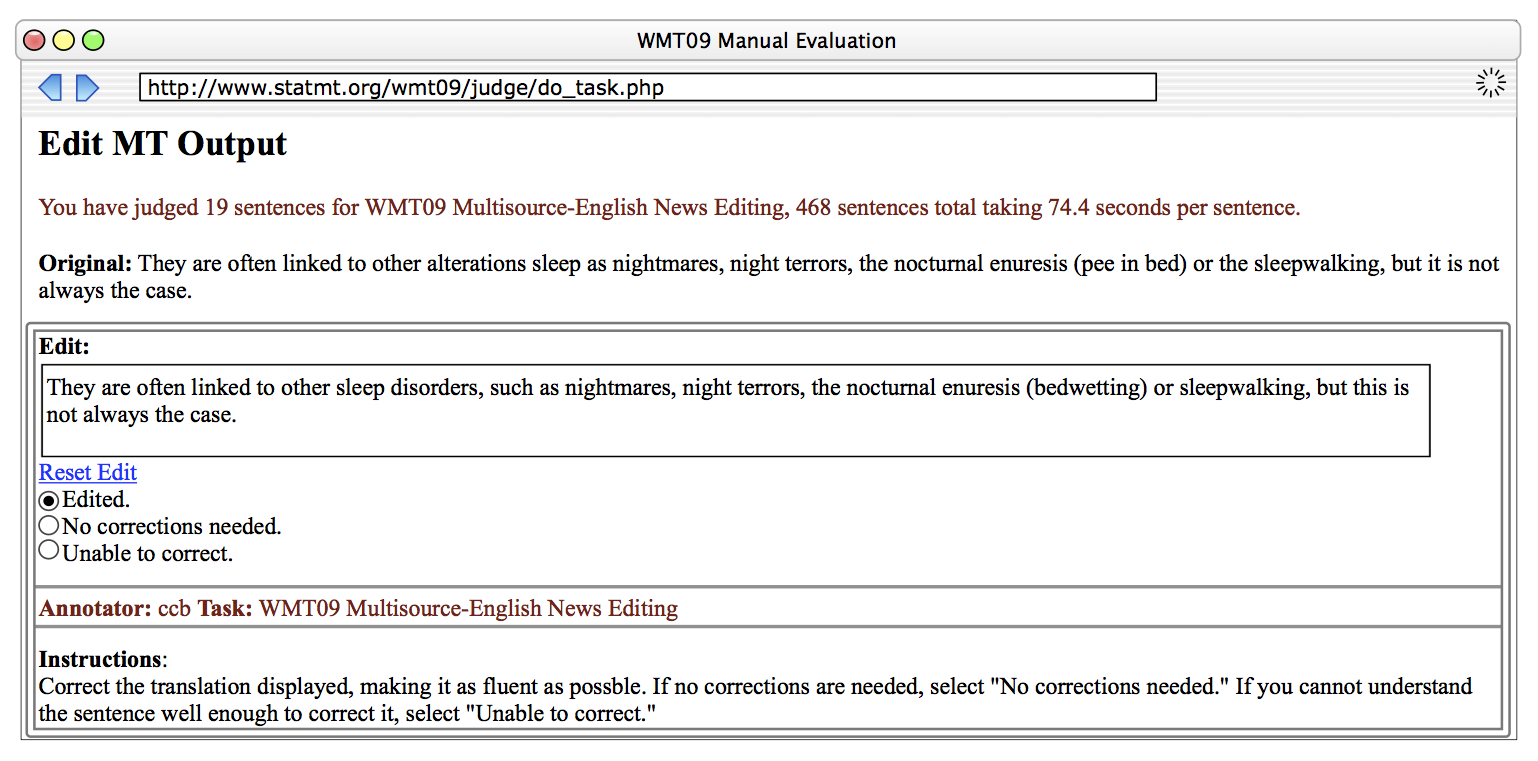 WMT09 Manual Evaluation
http://www.statmt.org/wmt09/judge/do_task.php
Edit MT Output
You have judged 19 sentences for WMT09 Multisource-English News Editing, 468 sentences total taking 74.4 seconds per sentence.
Original: They are often linked to other alterations sleep as nightmares, night terrors, the nocturnal enuresis (pee in bed) or the sleepwalking, but it is not
always the case.
Edit:
They are often linked to other sleep disorders, such as nightmares, night terrors, the nocturnal enuresis (bedwetting) or sleepwalking, but this is
not always the case.
Reset Edit
Edited.
No corrections needed.
Unable to correct.
Annotator: ccb Task: WMT09 Multisource-English News Editing
Instructions:
Correct the translation displayed, making it as fluent as possble. If no corrections are needed, select "No corrections needed." If you cannot understand
the sentence well enough to correct it, select "Unable to correct."